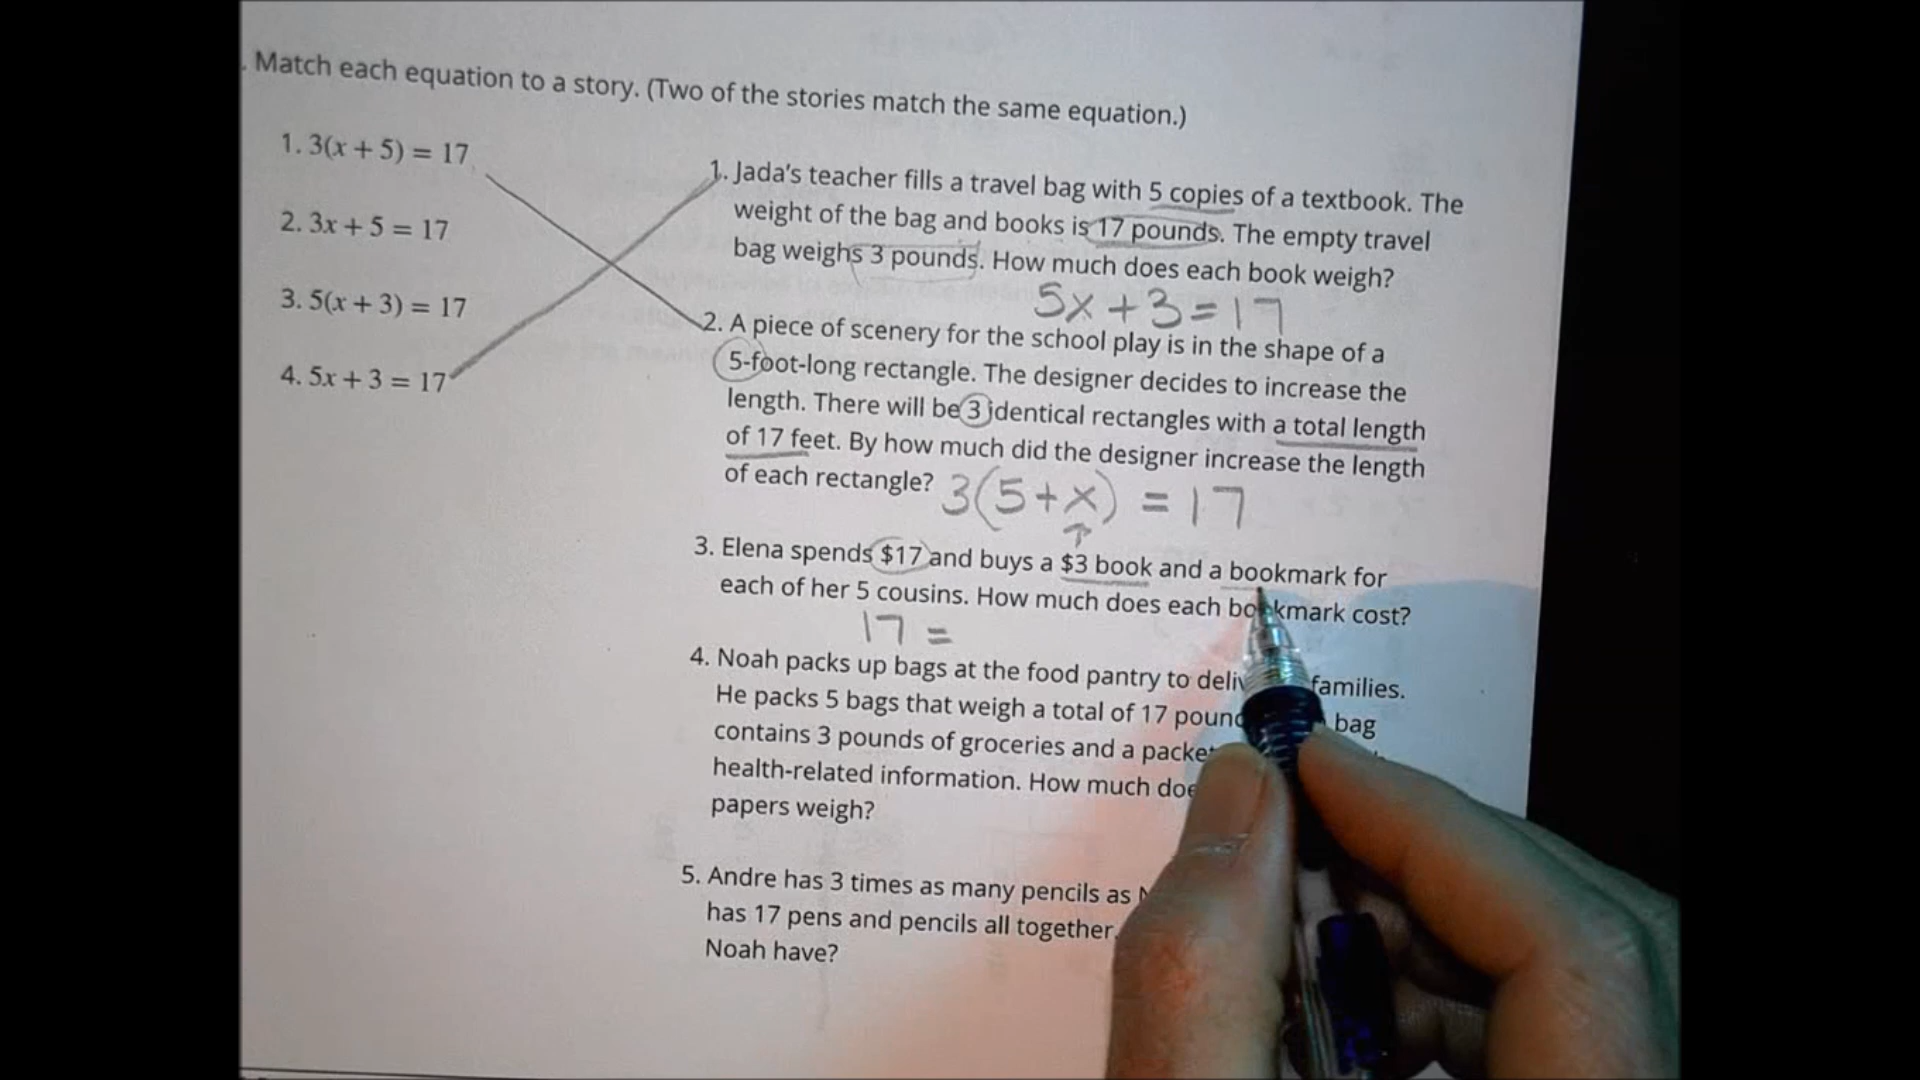 . Match each equation to a story. (Two of the stories match the same equation.)
1. 3(x + 5) = 17
2. 3x + 5 = 17
3. 5(x + 3) = 17
4. 5x + 3 = 17
1. Jada's teacher fills a travel bag with 5 copies of a textbook. The
weight of the bag and books is 17 pounds. The empty travel
bag weighs 3 pounds. How much does each book weigh?
5x + 3 = 17
2. A piece of scenery for the school play is in the shape of a
5-foot-long rectangle. The designer decides to increase the
length. There will be 3 identical rectangles with a total length
of 17 feet. By how much did the designer increase the length
of each rectangle?
3(5 + x) = 17
3. Elena spends $17 and buys a $3 book and a bookmark for
each of her 5 cousins. How much does each bookmark cost?
17 =
4. Noah packs up bags at the food pantry to families.
He packs 5 bags that weigh a total of 17 bag
contains 3 pounds of groceries and a
health-related information. How much
papers weigh?
5. Andre has 3 times as many pencils as
has 17 pens and pencils all together.
Noah have?